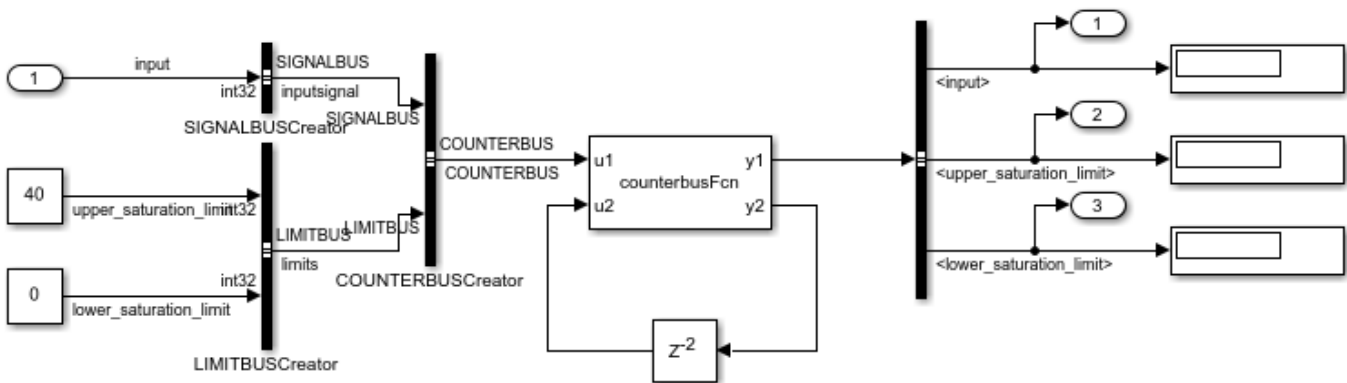 1
input
int32
SIGNALBUS
inputsignal
SIGNALBUSCreator
SIGNALBUS
40
upper_saturation_limit
int32
0
lower_saturation_limit
int32
LIMITBUS
limits
LIMITBUSCreator
LIMITBUS
COUNTERBUSCreator
COUNTERBUS
COUNTERBUS
u1
u2
counterbusFcn
y1
y2
Z-2
1
<input>
2
<upper_saturation_limit>
3
<lower_saturation_limit>